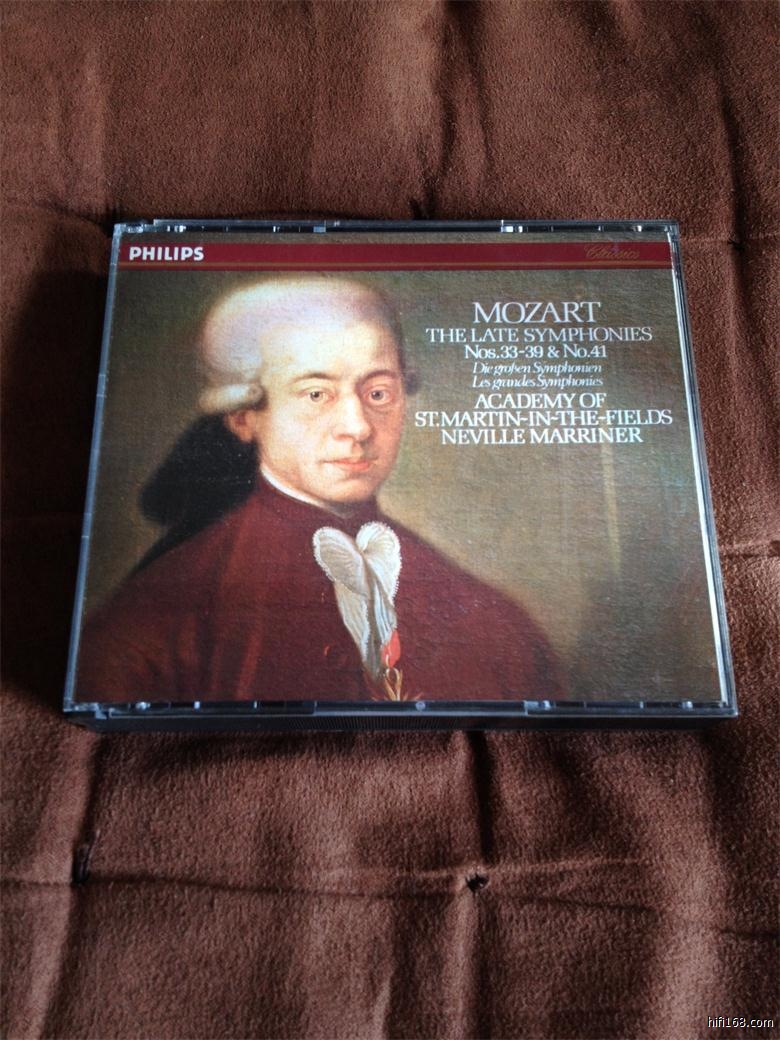 PHILIPS
Classics
MOZART
THE LATE SYMPHONIES
Nos.33-39 & No.41
Die großen Symphonien
Les grandes Symphonies
ACADEMY OF
ST.MARTIN-IN-THE-FIELDS
NEVILLE MARRINER
hifi168.com